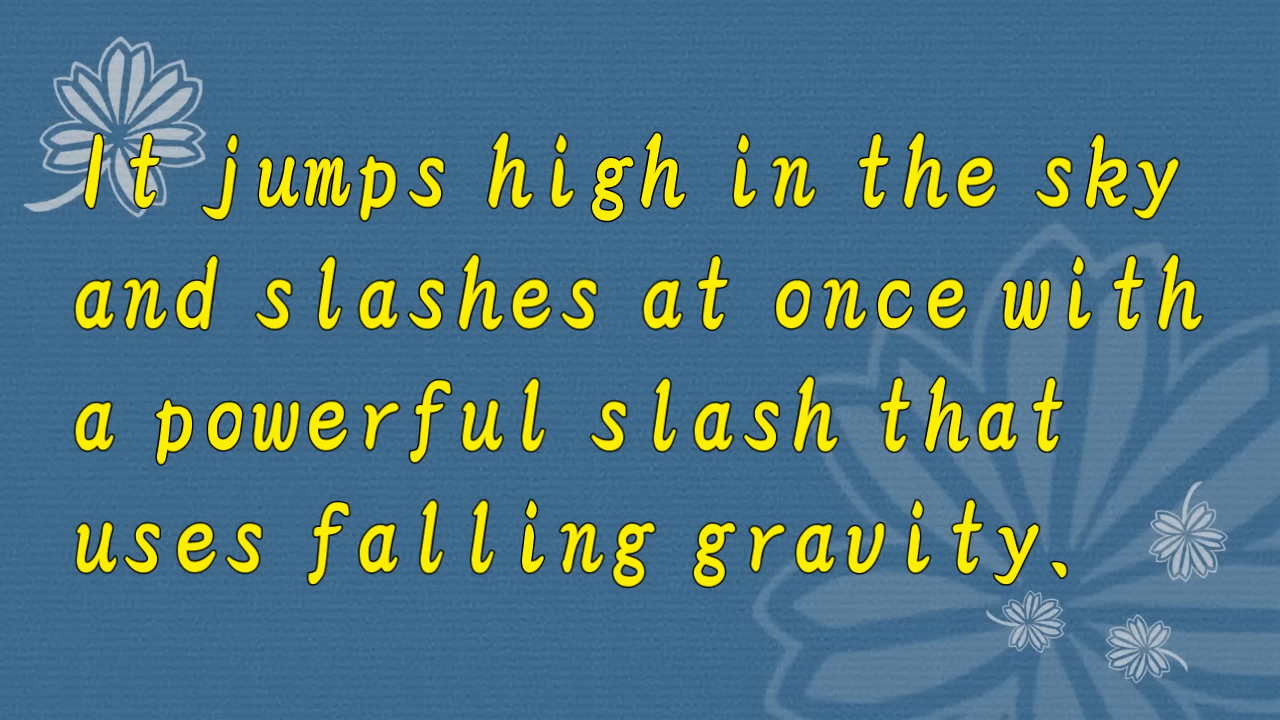 It jumps high in the sky
and slashes at once with
a powerful slash that
uses falling gravity、